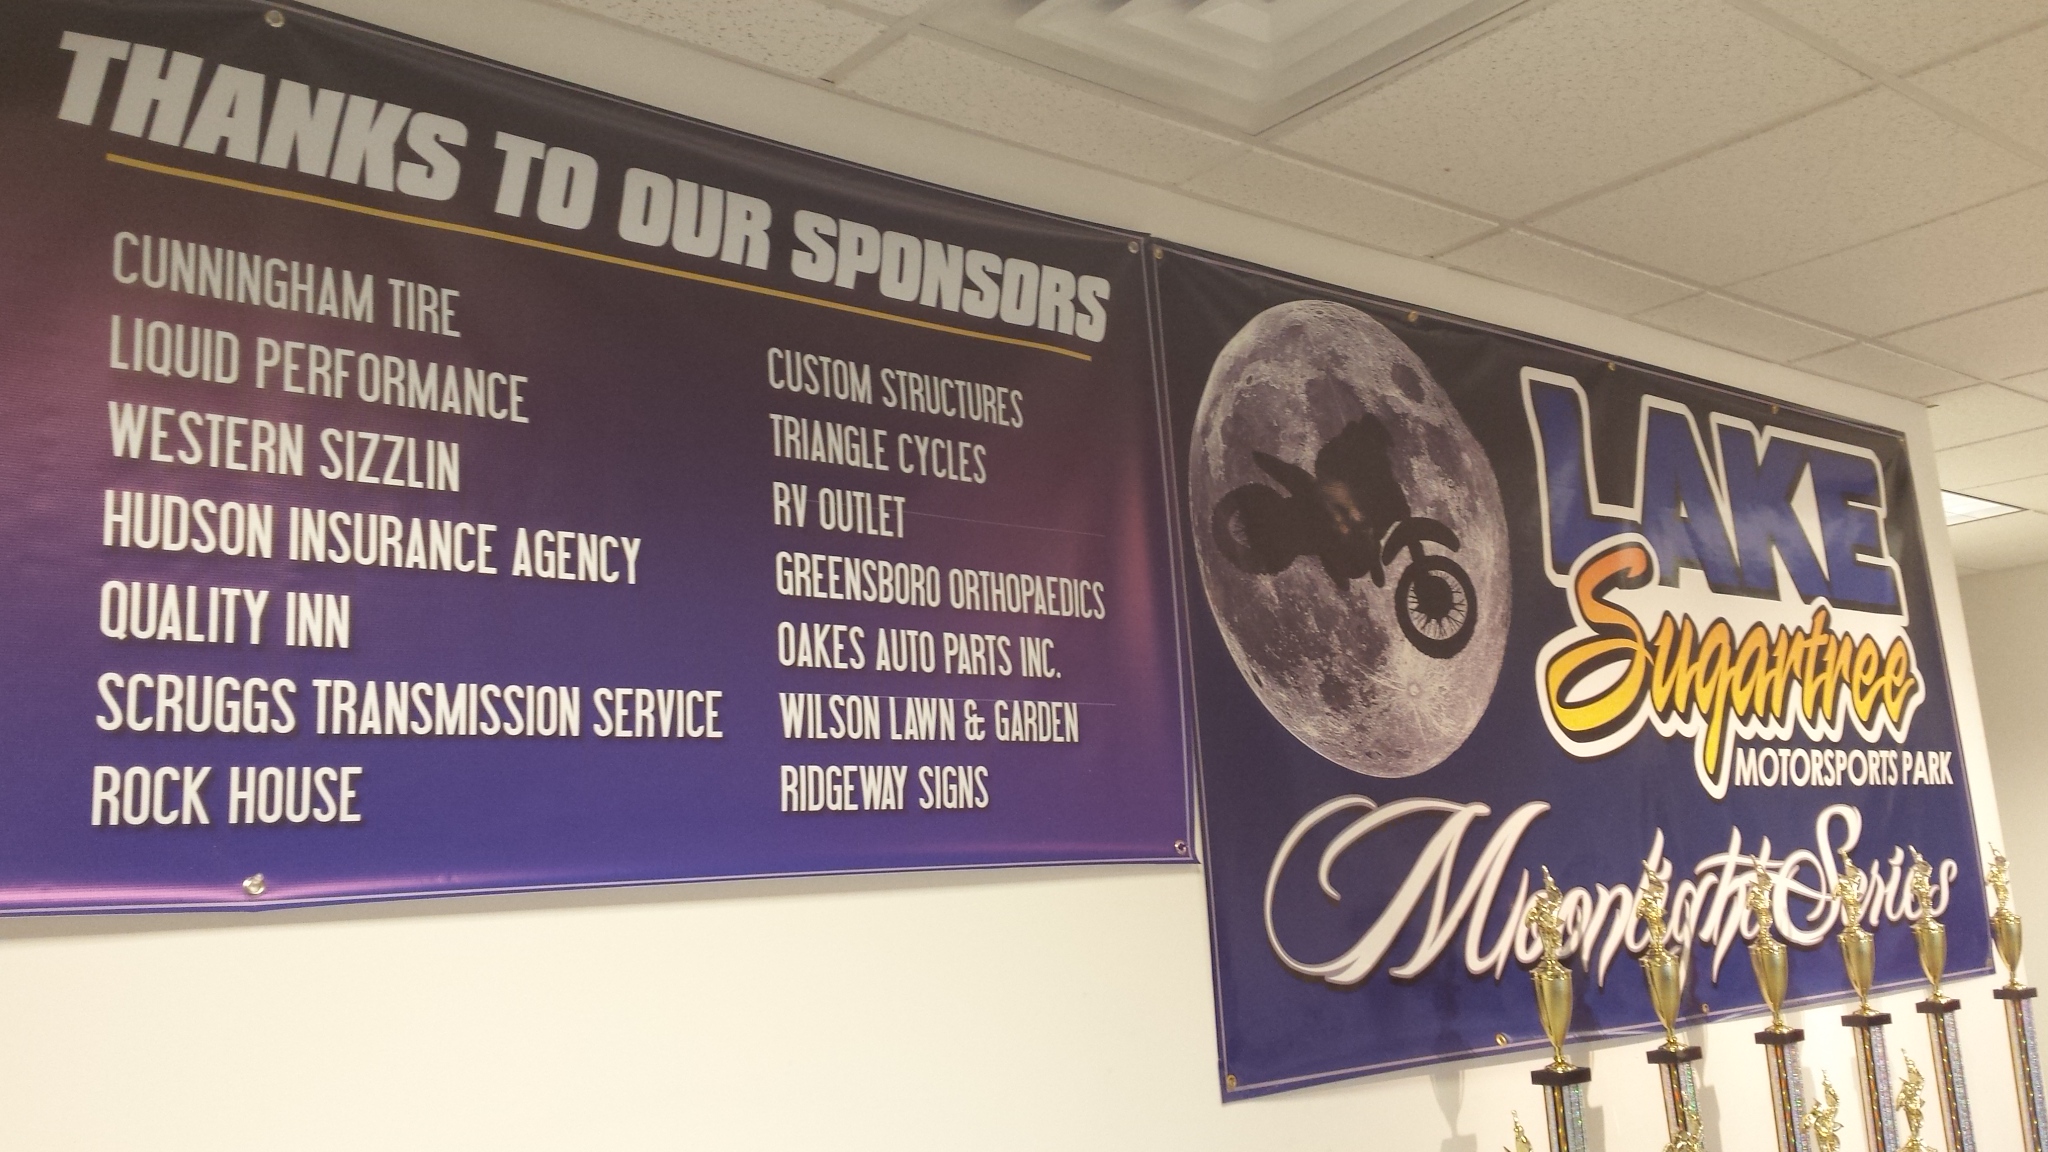 THANKS TO OUR SPONSORS
CUNNINGHAM TIRE
LIQUID PERFORMANCE
WESTERN SIZZLIN
HUDSON INSURANCE AGENCY
QUALITY INN
SCRUGGS TRANSMISSION SERVICE
ROCK HOUSE
CUSTOM STRUCTURES
TRIANGLE CYCLES
RV OUTLET
GREENSBORO ORTHOPAEDICS
OAKES AUTO PARTS INC.
WILSON LAWN & GARDEN
RIDGEWAY SIGNS
LAKE
Sugartree
MOTORSPORTS PARK
Moonlight Series